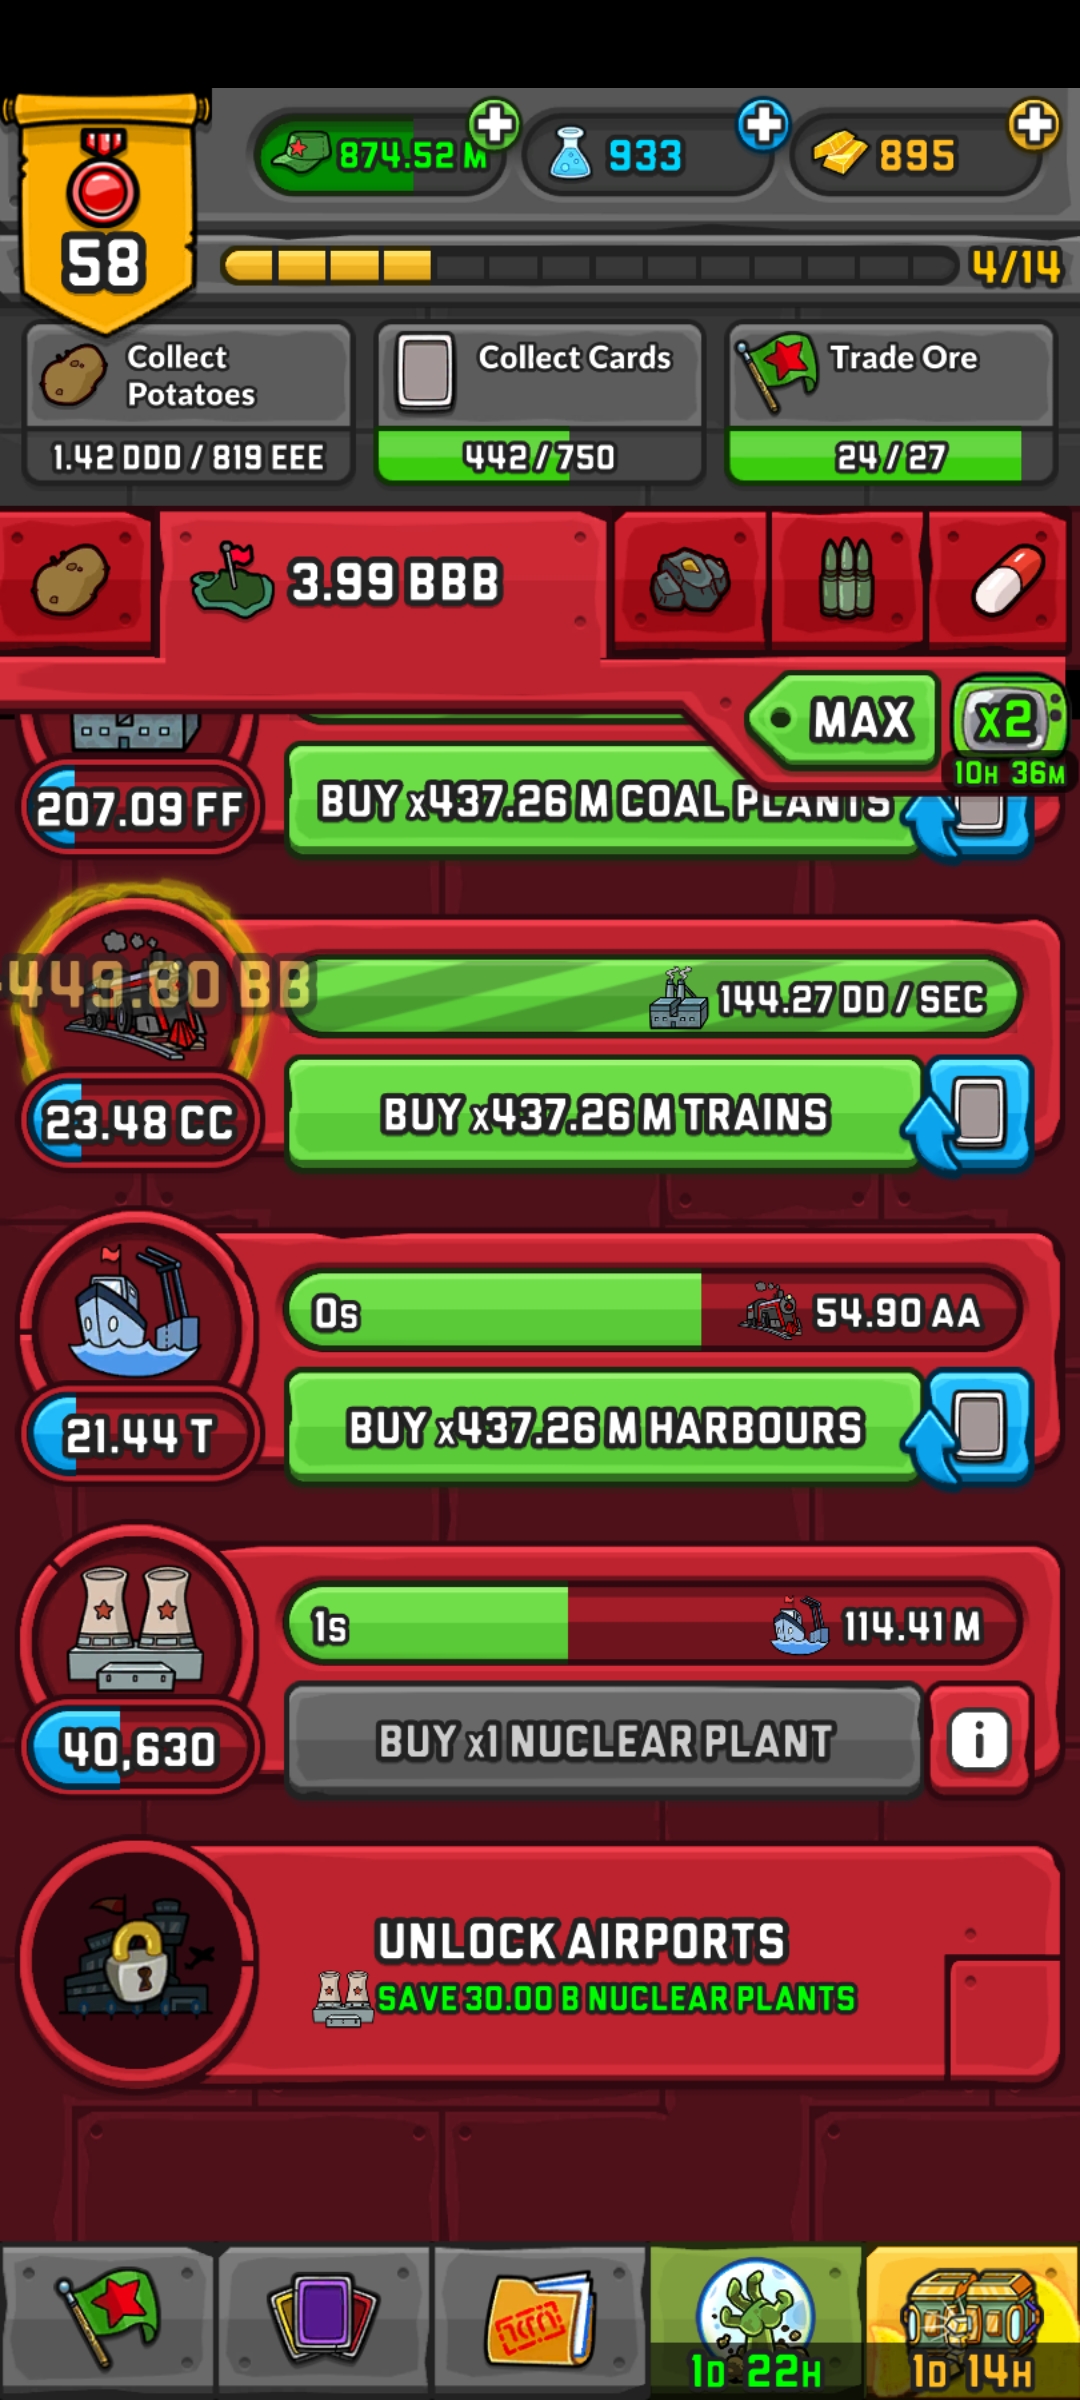 58
874.52 M
933
895
4/14
Collect
Potatoes
1.42 DDD / 819 EEE
Collect Cards
442/750
Trade Ore
24/27
3.99 BBB
MAX
x2
10H 36M
207.09 FF
BUY x437.26 M COAL PLANTS
449.80 BB
144.27 DD / SEC
23.48 CC
BUY x437.26 M TRAINS
0s
54.90 AA
21.44 T
BUY x437.26 M HARBOURS
1s
114.41 M
40,630
BUY x1 NUCLEAR PLANT
i
UNLOCK AIRPORTS
SAVE 30.00 B NUCLEAR PLANTS
1D 22H
1D 14H